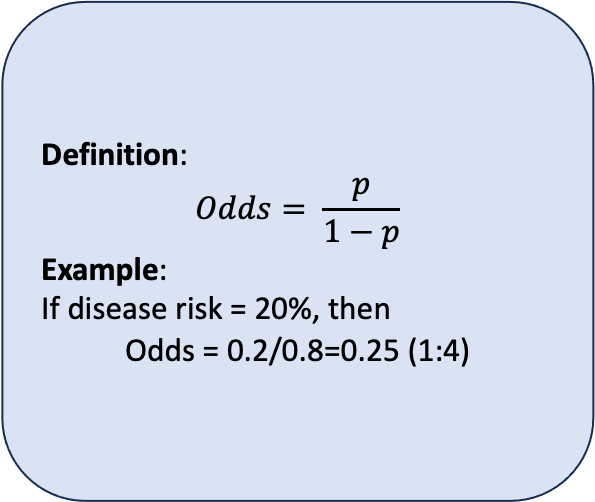 Definition:
Odds = p / 1 − p
Example:
If disease risk = 20%, then
Odds = 0.2/0.8=0.25 (1:4)